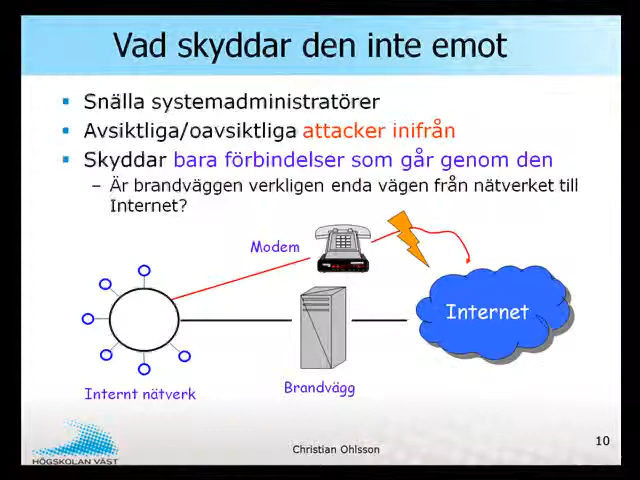 Vad skyddar den inte emot
Snälla systemadministratörer
Avsiktliga/oavsiktliga attacker inifrån
Skyddar bara förbindelser som går genom den
– Är brandväggen verkligen enda vägen från nätverket till
Internet?
Modem
Internet
Internt nätverk
Brandvägg
HÖGSKOLAN VÄST
Christian Ohlsson
10